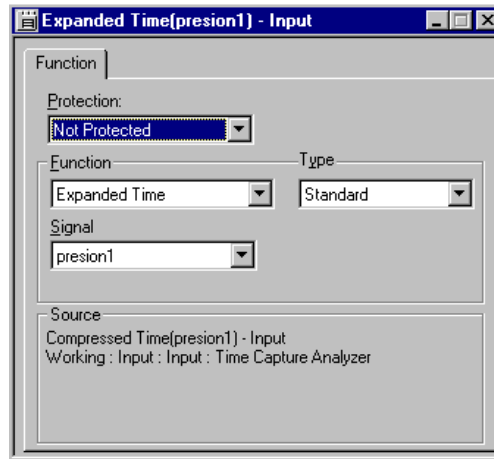 Expanded Time(presion1) - Input
Function
Protection:
Not Protected
Function
Type
Expanded Time
Standard
Signal
presion1
Source
Compressed Time(presion1) - Input
Working : Input : Input : Time Capture Analyzer